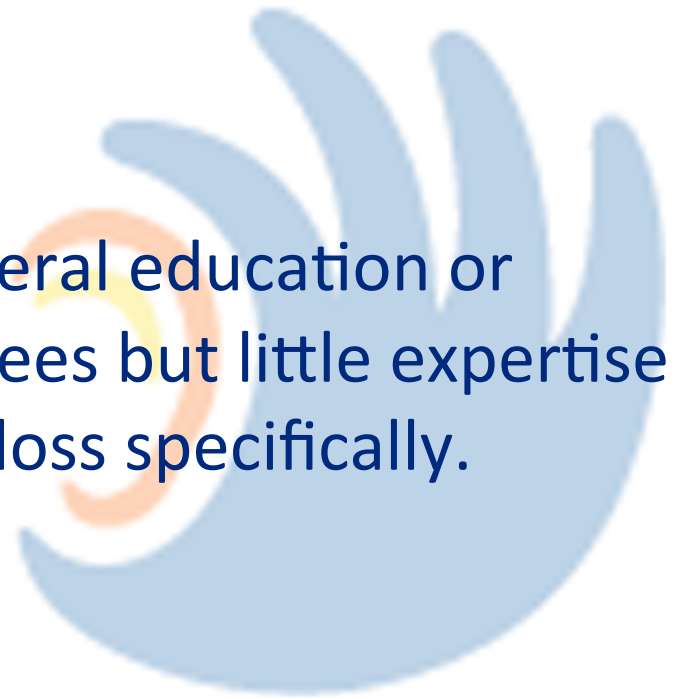 eral education or
ees but little expertise
loss specifically.